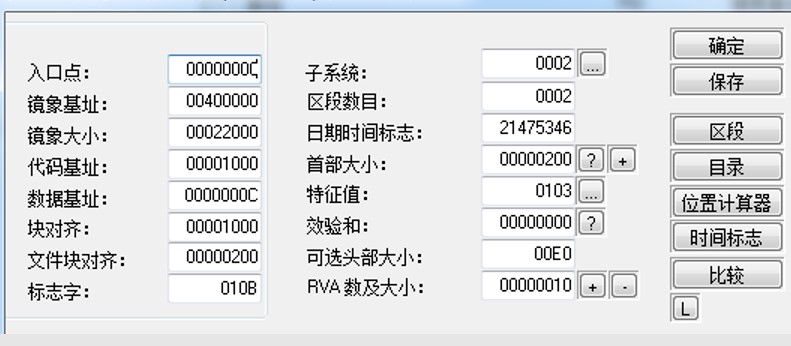 入口点: 0000000C
镜象基址: 00400000
镜象大小: 00022000
代码基址: 00001000
数据基址: 0000000C
块对齐: 00001000
文件块对齐: 00000200
标志字: 010B
子系统: 0002 ...
区段数目: 0002
日期时间标志: 21475346
首部大小: 00000200 ? +
特征值: 0103 ...
效验和: 00000000 ?
可选头部大小: 00E0
RVA 数及大小: 00000010 + -
确定
保存
区段
目录
位置计算器
时间标志
比较
L